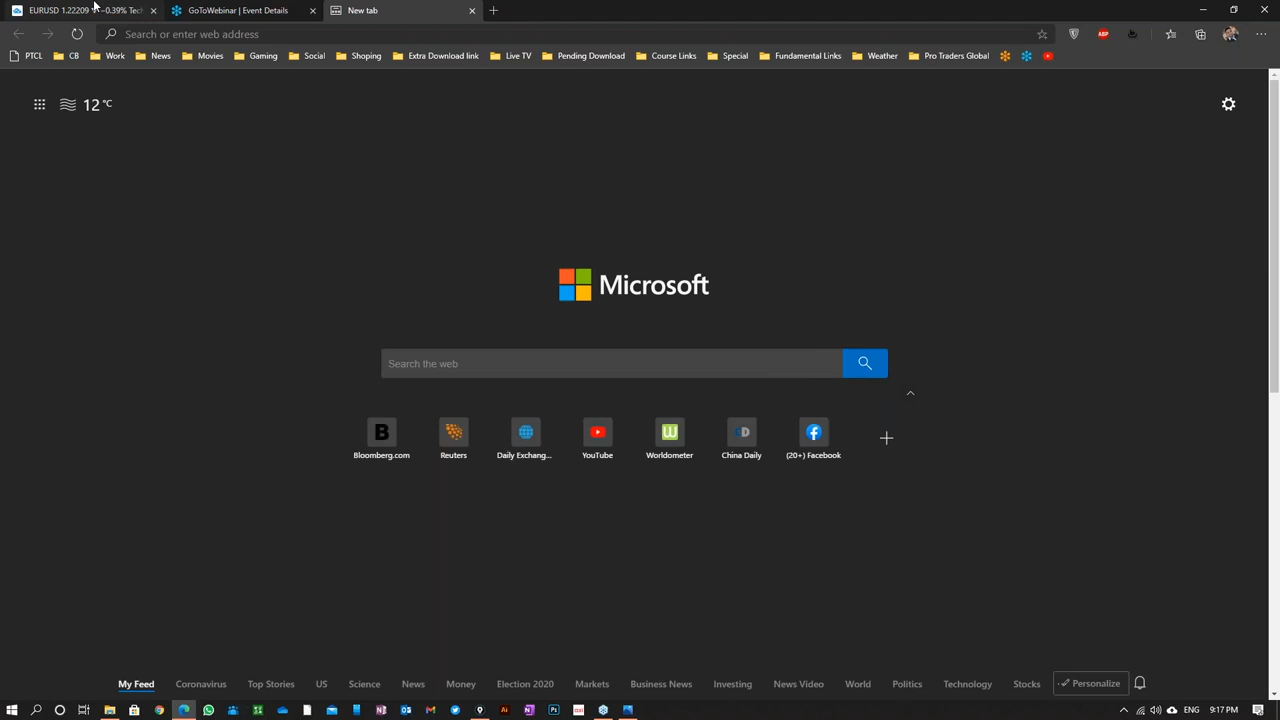 EURUSD 1.22209 ▼ −0.39% Tech
GoToWebinar | Event Details
New tab
Search or enter web address
ABP
PTCL
CB
Work
News
Movies
Gaming
Social
Shoping
Extra Download link
Live TV
Pending Download
Course Links
Special
Fundamental Links
Weather
Pro Traders Global
12 °C
Microsoft
Search the web
Bloomberg.com
Reuters
Daily Exchang...
YouTube
Worldometer
China Daily
(20+) Facebook
My Feed
Coronavirus
Top Stories
US
Science
News
Money
Election 2020
Markets
Business News
Investing
News Video
World
Politics
Technology
Stocks
Personalize
ENG
9:17 PM